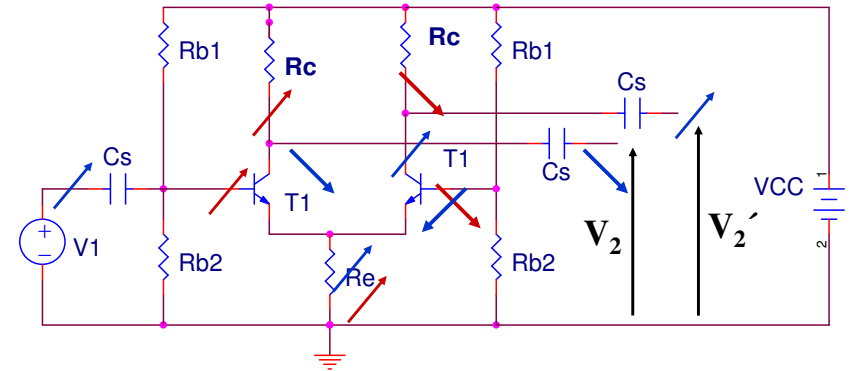 Rb1
Rc
Rc
Rb1
Cs
Cs
Cs
T1
T1
V1
+
−
Rb2
Re
Rb2
V2
V2´
VCC
1
2